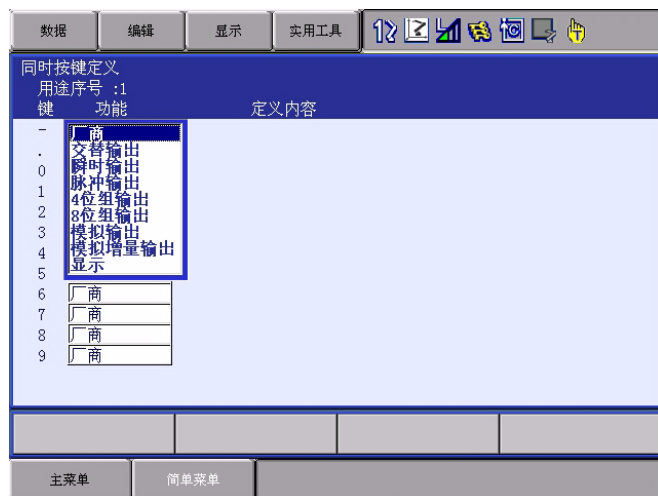 数据 编辑 显示 实用工具
同时按键定义
用途序号 :1
键 功能 定义内容
- 厂商
. 交替输出
瞬时输出
0 脉冲输出
1 4位组输出
2 8位组输出
3 模拟输出
4 模拟增量输出
5 显示
6 厂商
7 厂商
8 厂商
9 厂商
主菜单 简单菜单